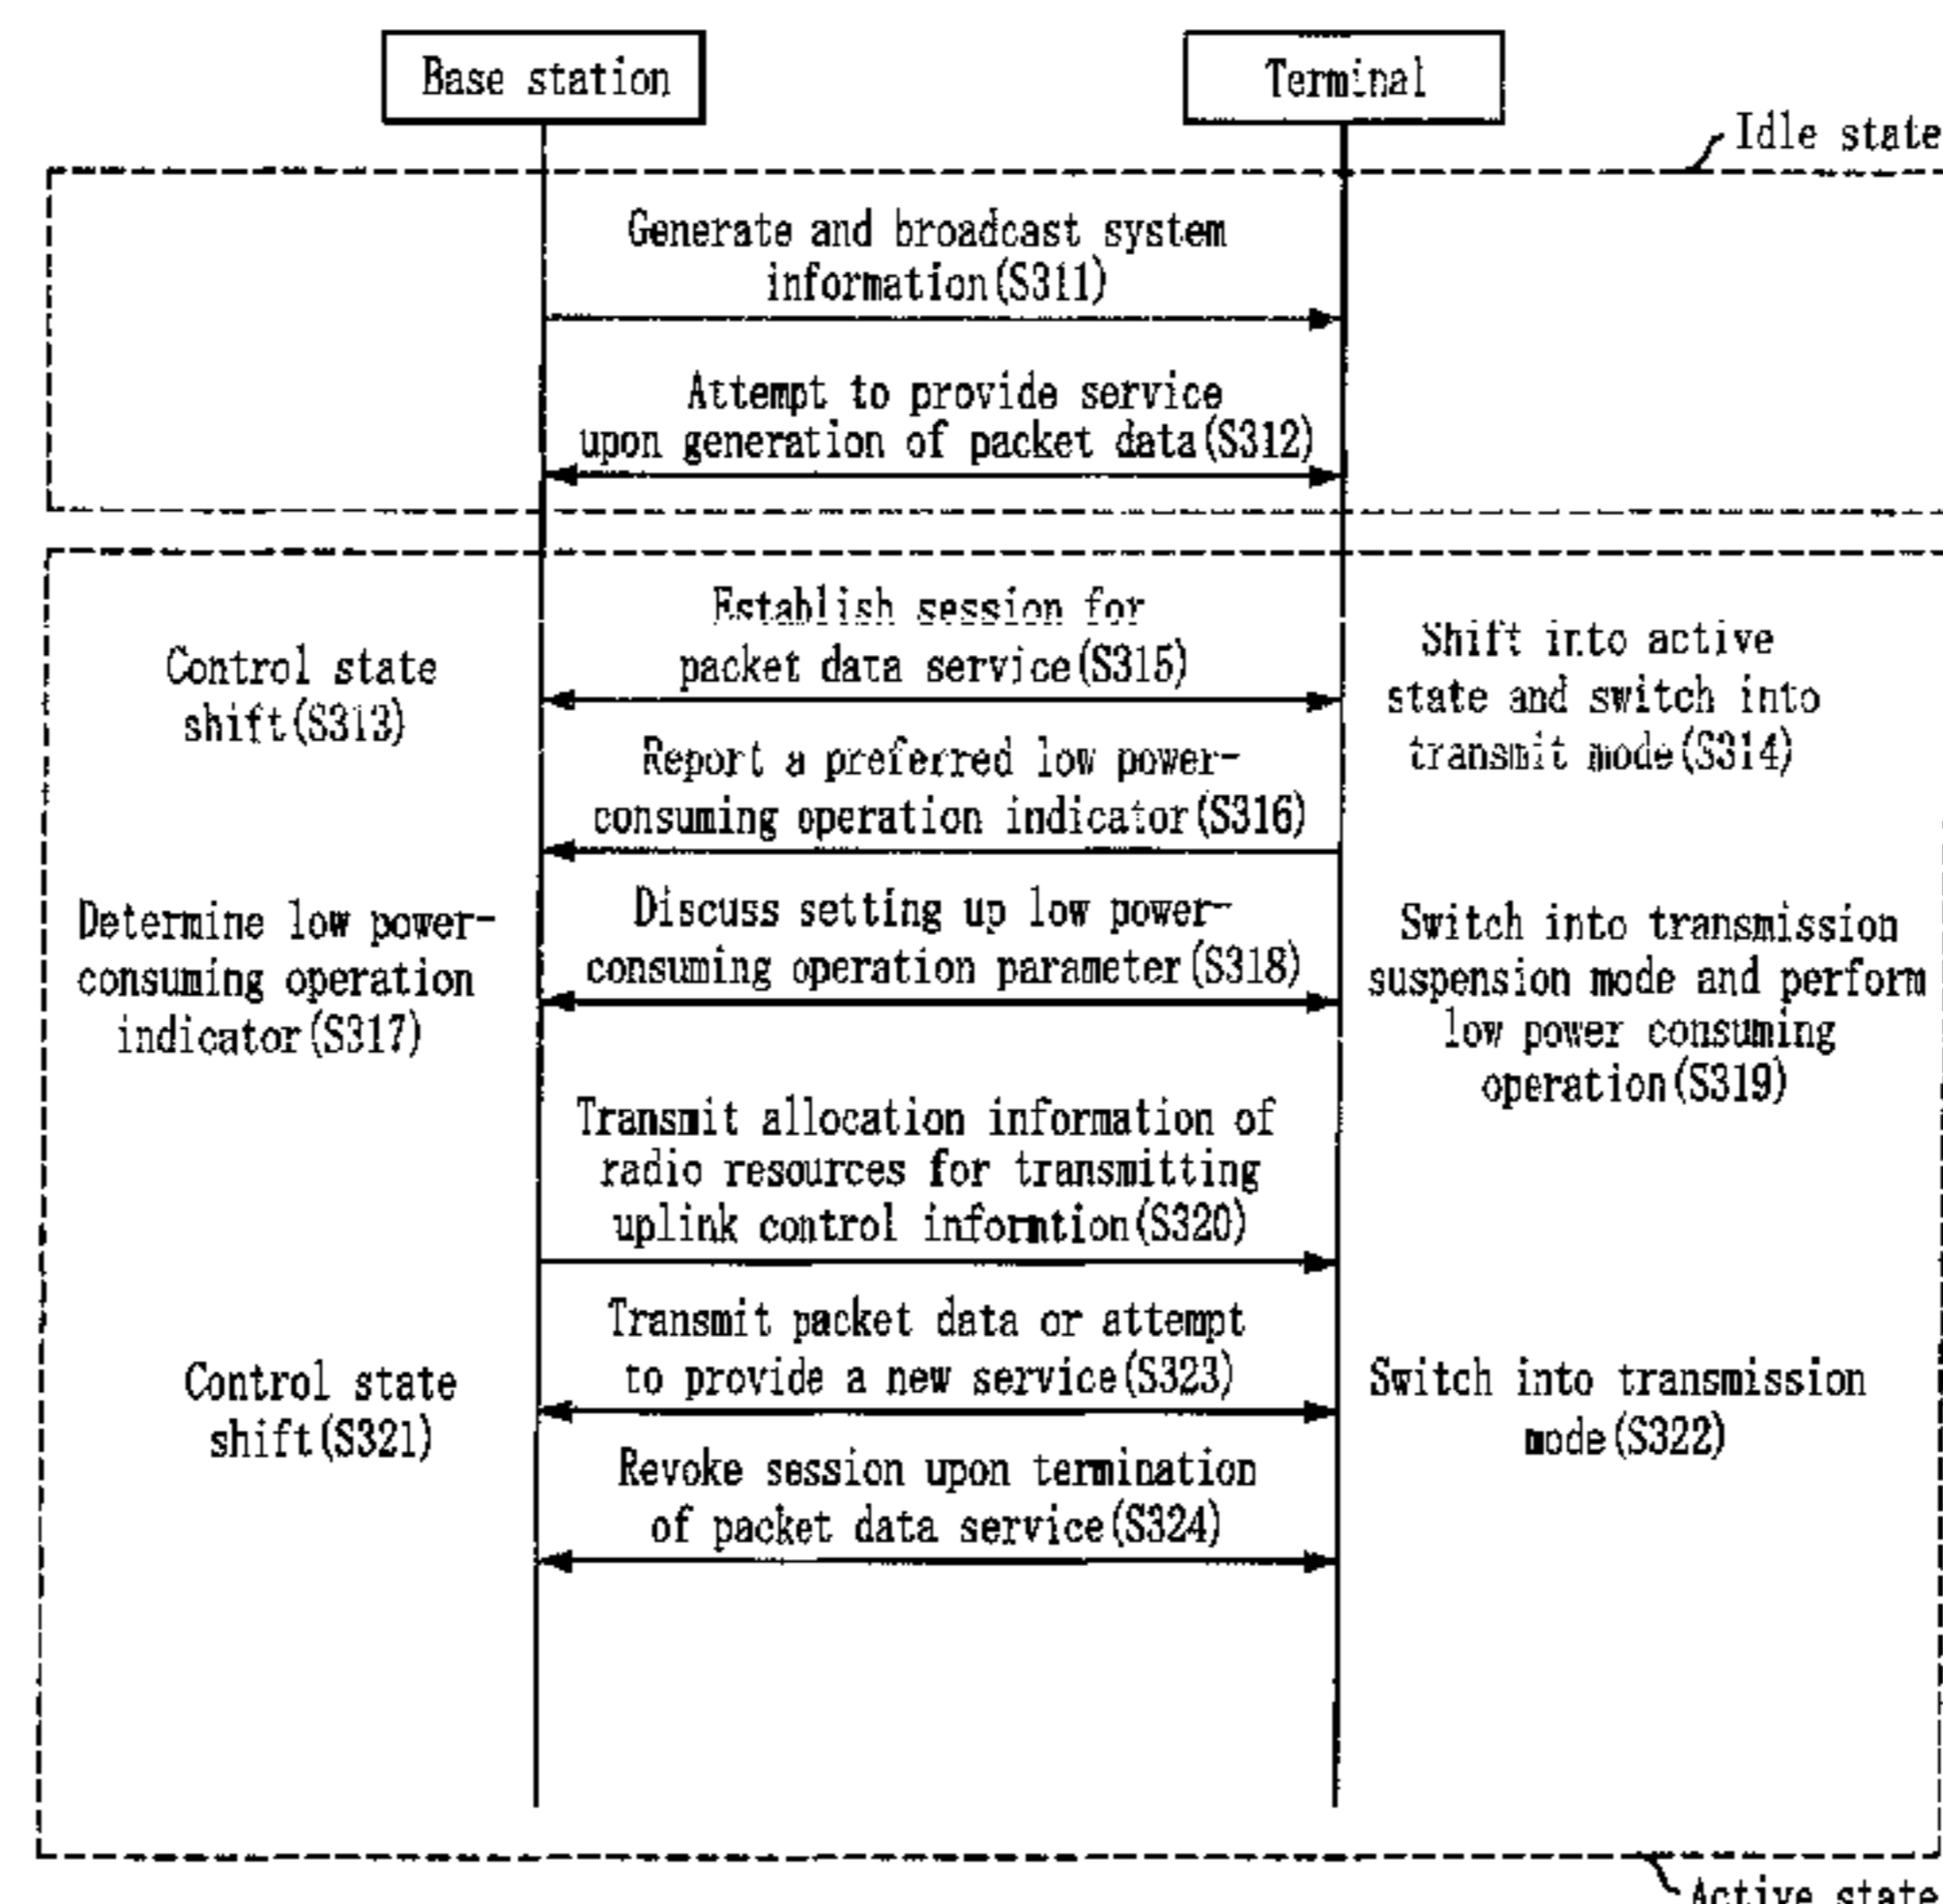 Base station
Terminal
Idle state
Generate and broadcast system
information(S311)
Attempt to provide service
upon generation of packet data(S312)
Control state
shift(S313)
Establish session for
packet data service(S315)
Shift into active
state and switch into
transmit mode(S314)
Report a preferred low power-
consuming operation indicator(S316)
Determine low power-
consuming operation
indicator(S317)
Discuss setting up low power-
consuming operation parameter(S318)
Switch into transmission
suspension mode and perform
low power consuming
operation(S319)
Transmit allocation information of
radio resources for transmitting
uplink control informtion(S320)
Control state
shift(S321)
Transmit packet data or attempt
to provide a new service(S323)
Switch into transmission
mode(S322)
Revoke session upon termination
of packet data service(S324)
Active state